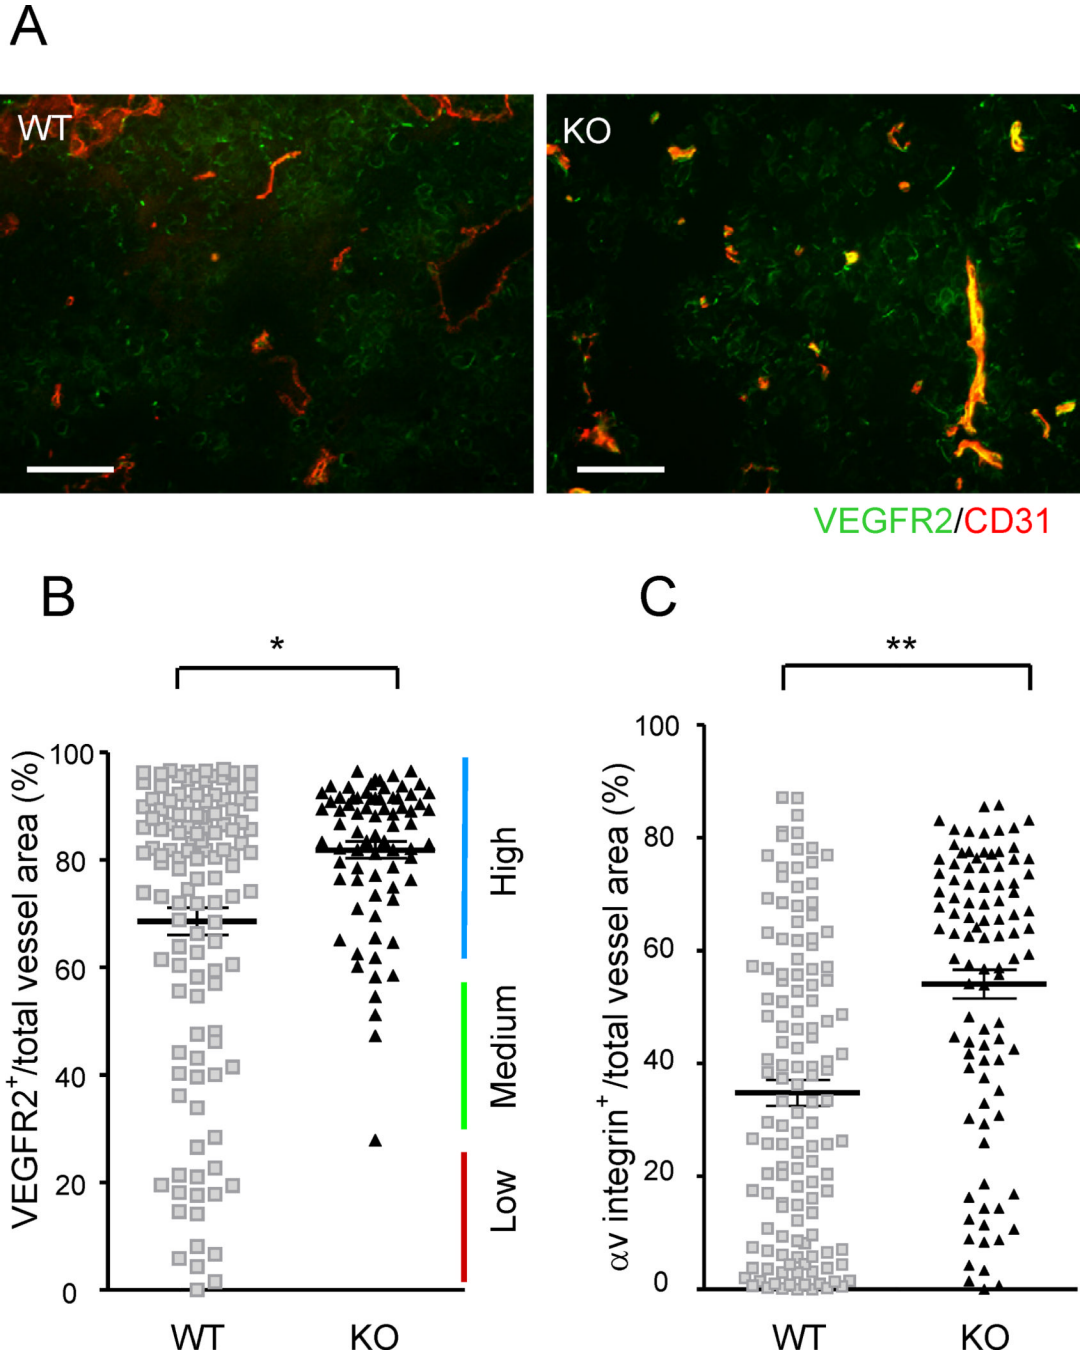 A
WT
KO
VEGFR2/CD31
B
C
*
**
VEGFR2⁺/total vessel area (%)
100
80
60
40
20
0
High
Medium
Low
WT
KO
αv integrin⁺/total vessel area (%)
100
80
60
40
20
0
WT
KO